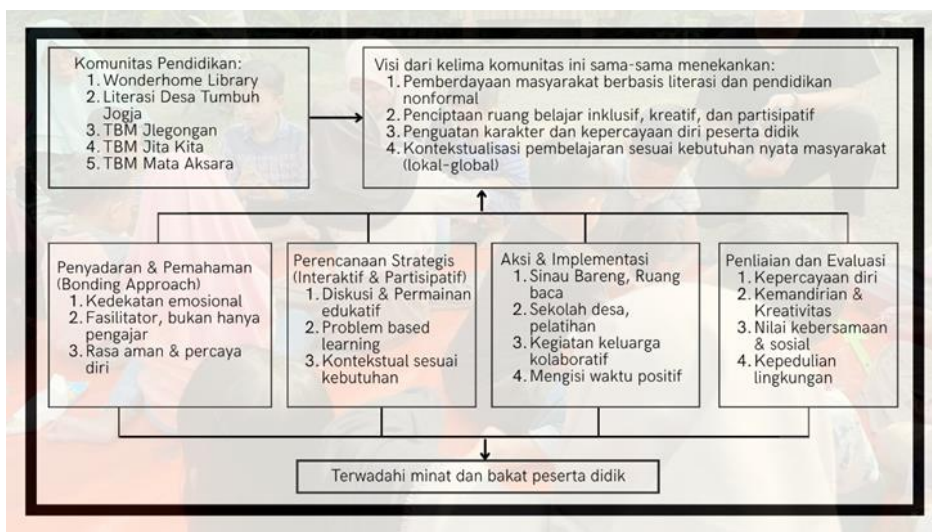 Komunitas Pendidikan:
1. Wonderhome Library
2. Literasi Desa Tumbuh
Jogja
3. TBM Jlegongan
4. TBM Jita Kita
5. TBM Mata Aksara
Visi dari kelima komunitas ini sama-sama menekankan:
1. Pemberdayaan masyarakat berbasis literasi dan pendidikan
nonformal
2. Penciptaan ruang belajar inklusif, kreatif, dan partisipatif
3. Penguatan karakter dan kepercayaan diri peserta didik
4. Kontekstualisasi pembelajaran sesuai kebutuhan nyata masyarakat
(lokal-global)
Penyadaran & Pemahaman
(Bonding Approach)
1. Kedekatan emosional
2. Fasilitator, bukan hanya
pengajar
3. Rasa aman & percaya
diri
Perencanaan Strategis
(Interaktif & Partisipatif)
1. Diskusi & Permainan
edukatif
2. Problem based
learning
3. Kontekstual sesuai
kebutuhan
Aksi & Implementasi
1. Sinau Bareng, Ruang
baca
2. Sekolah desa,
pelatihan
3. Kegiatan keluarga
kolaboratif
4. Mengisi waktu positif
Penliaian dan Evaluasi
1. Kepercayaan diri
2. Kemandirian &
Kreativitas
3. Nilai kebersamaan
& sosial
4. Kepedulian
lingkungan
Terwadahi minat dan bakat peserta didik